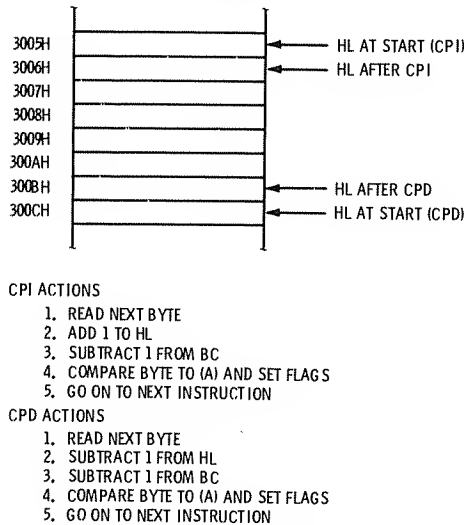 3005H HL AT START (CPI)
3006H HL AFTER CPI
3007H
3008H
3009H
300AH
300BH HL AFTER CPD
300CH HL AT START (CPD)
CPI ACTIONS
1. READ NEXT BYTE
2. ADD 1 TO HL
3. SUBTRACT 1 FROM BC
4. COMPARE BYTE TO (A) AND SET FLAGS
5. GO ON TO NEXT INSTRUCTION
CPD ACTIONS
1. READ NEXT BYTE
2. SUBTRACT 1 FROM HL
3. SUBTRACT 1 FROM BC
4. COMPARE BYTE TO (A) AND SET FLAGS
5. GO ON TO NEXT INSTRUCTION